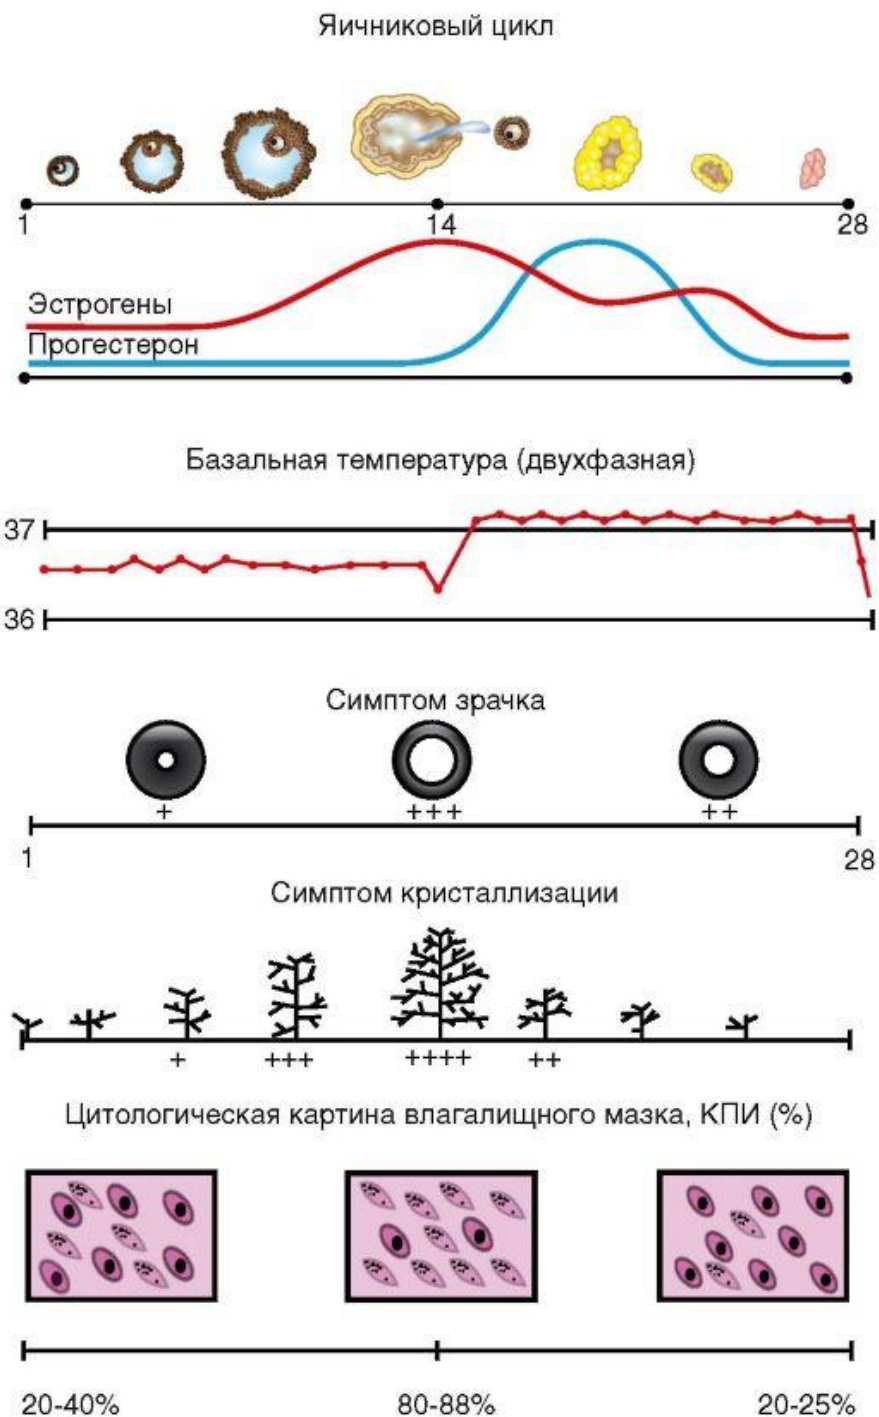 Яичниковый цикл
1 14 28
Эстрогены
Прогестерон
Базальная температура (двухфазная)
37
36
Симптом зрачка
+ +++ ++
1 28
Симптом кристаллизации
+ +++ ++++ ++
Цитологическая картина влагалищного мазка, КПИ (%)
20-40% 80-88% 20-25%